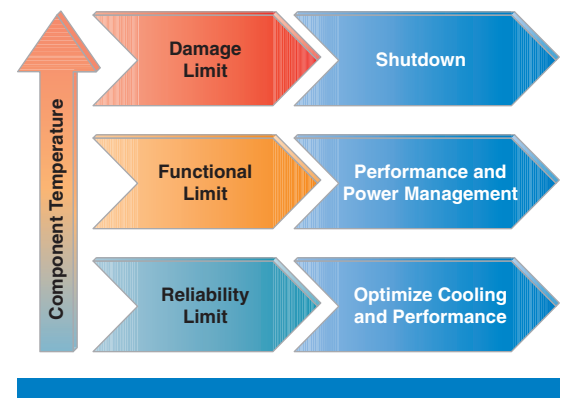 Component Temperature
Damage
Limit
Shutdown
Functional
Limit
Performance and
Power Management
Reliability
Limit
Optimize Cooling
and Performance